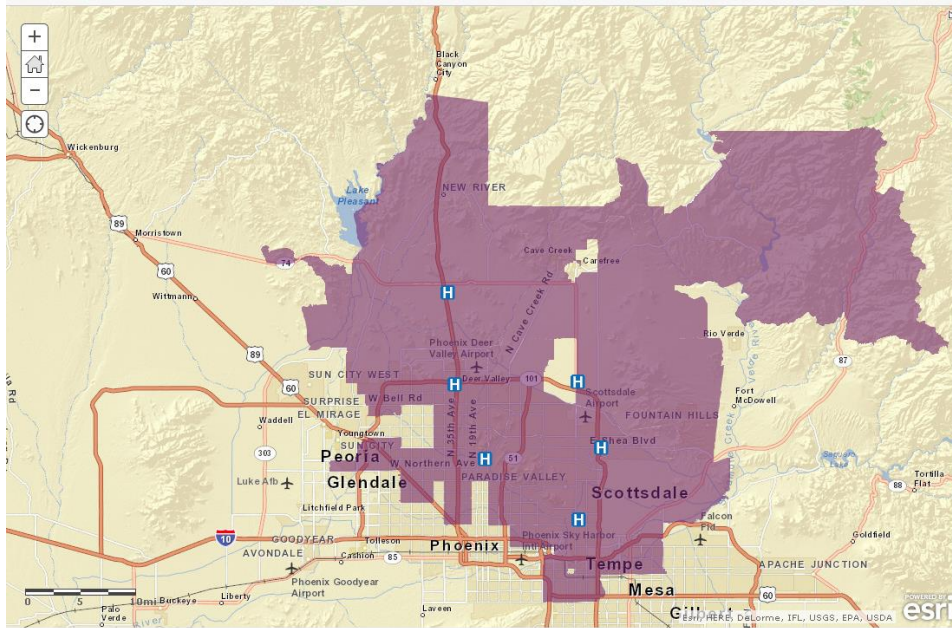 +
−
Black
Canyon
City
Wickenburg
Lake
Pleasant
NEW RIVER
89
Morristown
74
60
Cave Creek
Carefree
Wittmann
H
N Cave Creek Rd
Rio Verde
Phoenix Deer
Valley Airport
89
87
SUN CITY WEST
Deer Valley
101
H
H
60
Scottsdale
Airport
Fort
McDowell
SURPRISE
W Bell Rd
EL MIRAGE
FOUNTAIN HILLS
Waddell
N 35th Ave
N 19th Ave
Youngtown
SUN CITY
E Shea Blvd
303
Peoria
51
H
H
W Northern Ave
PARADISE VALLEY
Luke Afb
Glendale
Scottsdale
88
Tortilla
Flat
Litchfield Park
H
Falcon
Fld
10
GOODYEAR
Tolleson
Phoenix
Phoenix Sky Harbor
Intl Airport
Goldfield
AVONDALE
Cashion
85
Tempe
APACHE JUNCTION
Phoenix Goodyear
Airport
Mesa
60
0
5
10mi
Buckeye
Liberty
Palo
Verde
River
Laveen
Gilbert
POWERED BY
esri
Esri, HERE, DeLorme, IFL, USGS, EPA, USDA